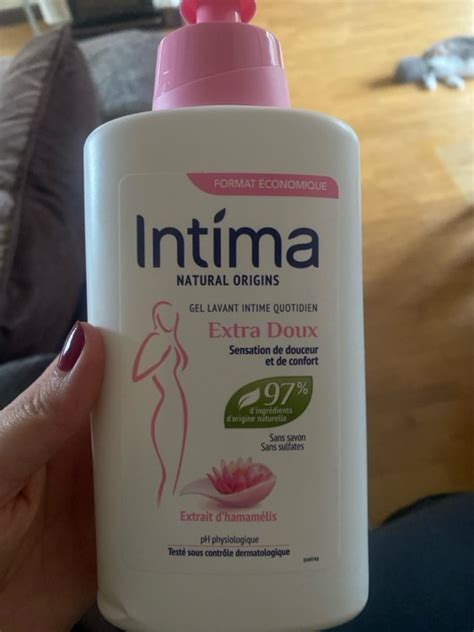 FORMAT ÉCONOMIQUE
Intima
NATURAL ORIGINS
GEL LAVANT INTIME QUOTIDIEN
Extra Doux
Sensation de douceur
et de confort
97%
d'ingrédients
d'origine naturelle
Sans savon
Sans sulfates
Extrait d'hamamélis
pH physiologique
Testé sous contrôle dermatologique